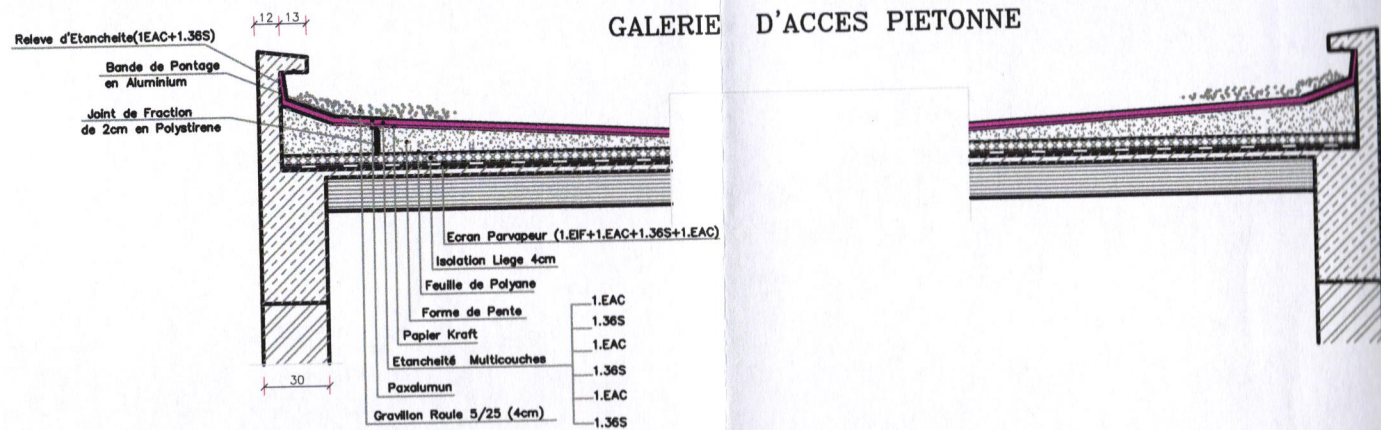 GALERIE D'ACCES PIETONNE
12 13
Releve d'Etancheite(1EAC+1.36S)
Bande de Pontage
en Aluminium
Joint de Fraction
de 2cm en Polystirene
Ecran Parvapeur (1.EIF+1.EAC+1.36S+1.EAC)
Isolation Liege 4cm
Feuille de Polyane
Forme de Pente
Papier Kraft
Etancheité Multicouches
1.EAC
1.36S
1.EAC
1.36S
1.EAC
1.36S
Paxalumun
Gravillon Roule 5/25 (4cm)
30